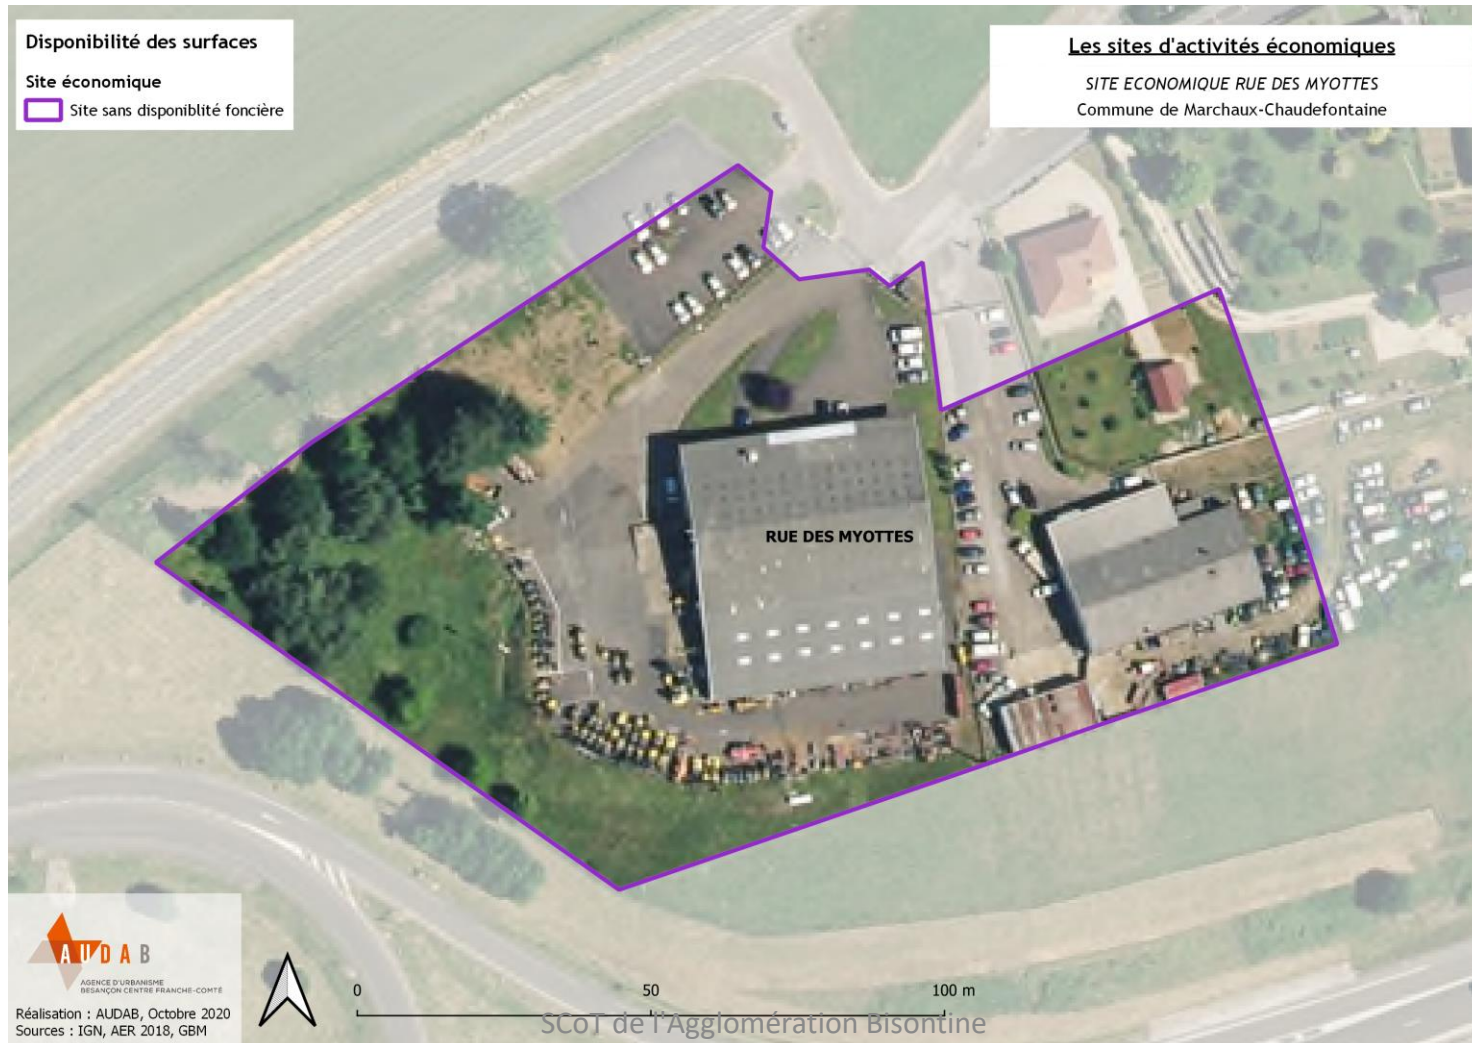 Disponibilité des surfaces
Site économique
Site sans disponiblité foncière
Les sites d'activités économiques
SITE ECONOMIQUE RUE DES MYOTTES
Commune de Marchaux-Chaudefontaine
RUE DES MYOTTES
AUDAB
AGENCE D'URBANISME
BESANÇON CENTRE FRANCHE-COMTÉ
Réalisation : AUDAB, Octobre 2020
Sources : IGN, AER 2018, GBM
0 50 100 m
SCoT de l'Agglomération Bisontine